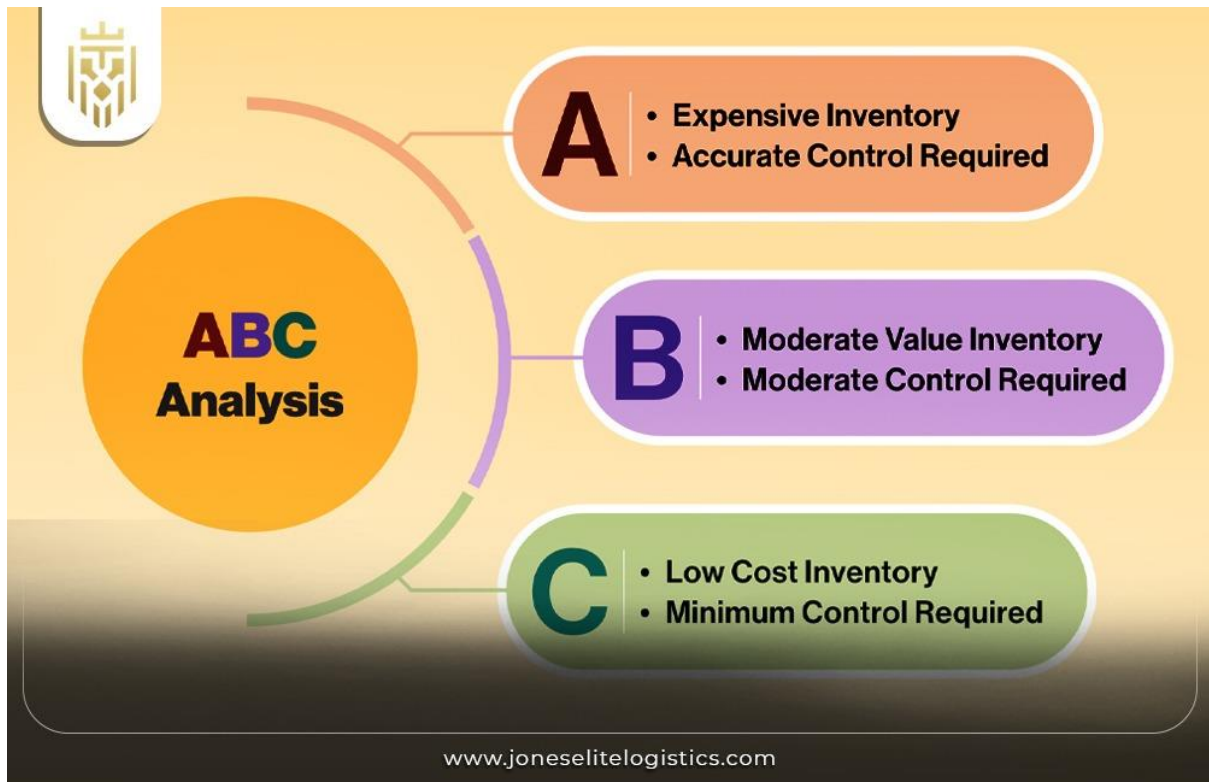 ABC
Analysis
A
• Expensive Inventory
• Accurate Control Required
B
• Moderate Value Inventory
• Moderate Control Required
C
• Low Cost Inventory
• Minimum Control Required
www.joneselitelogistics.com